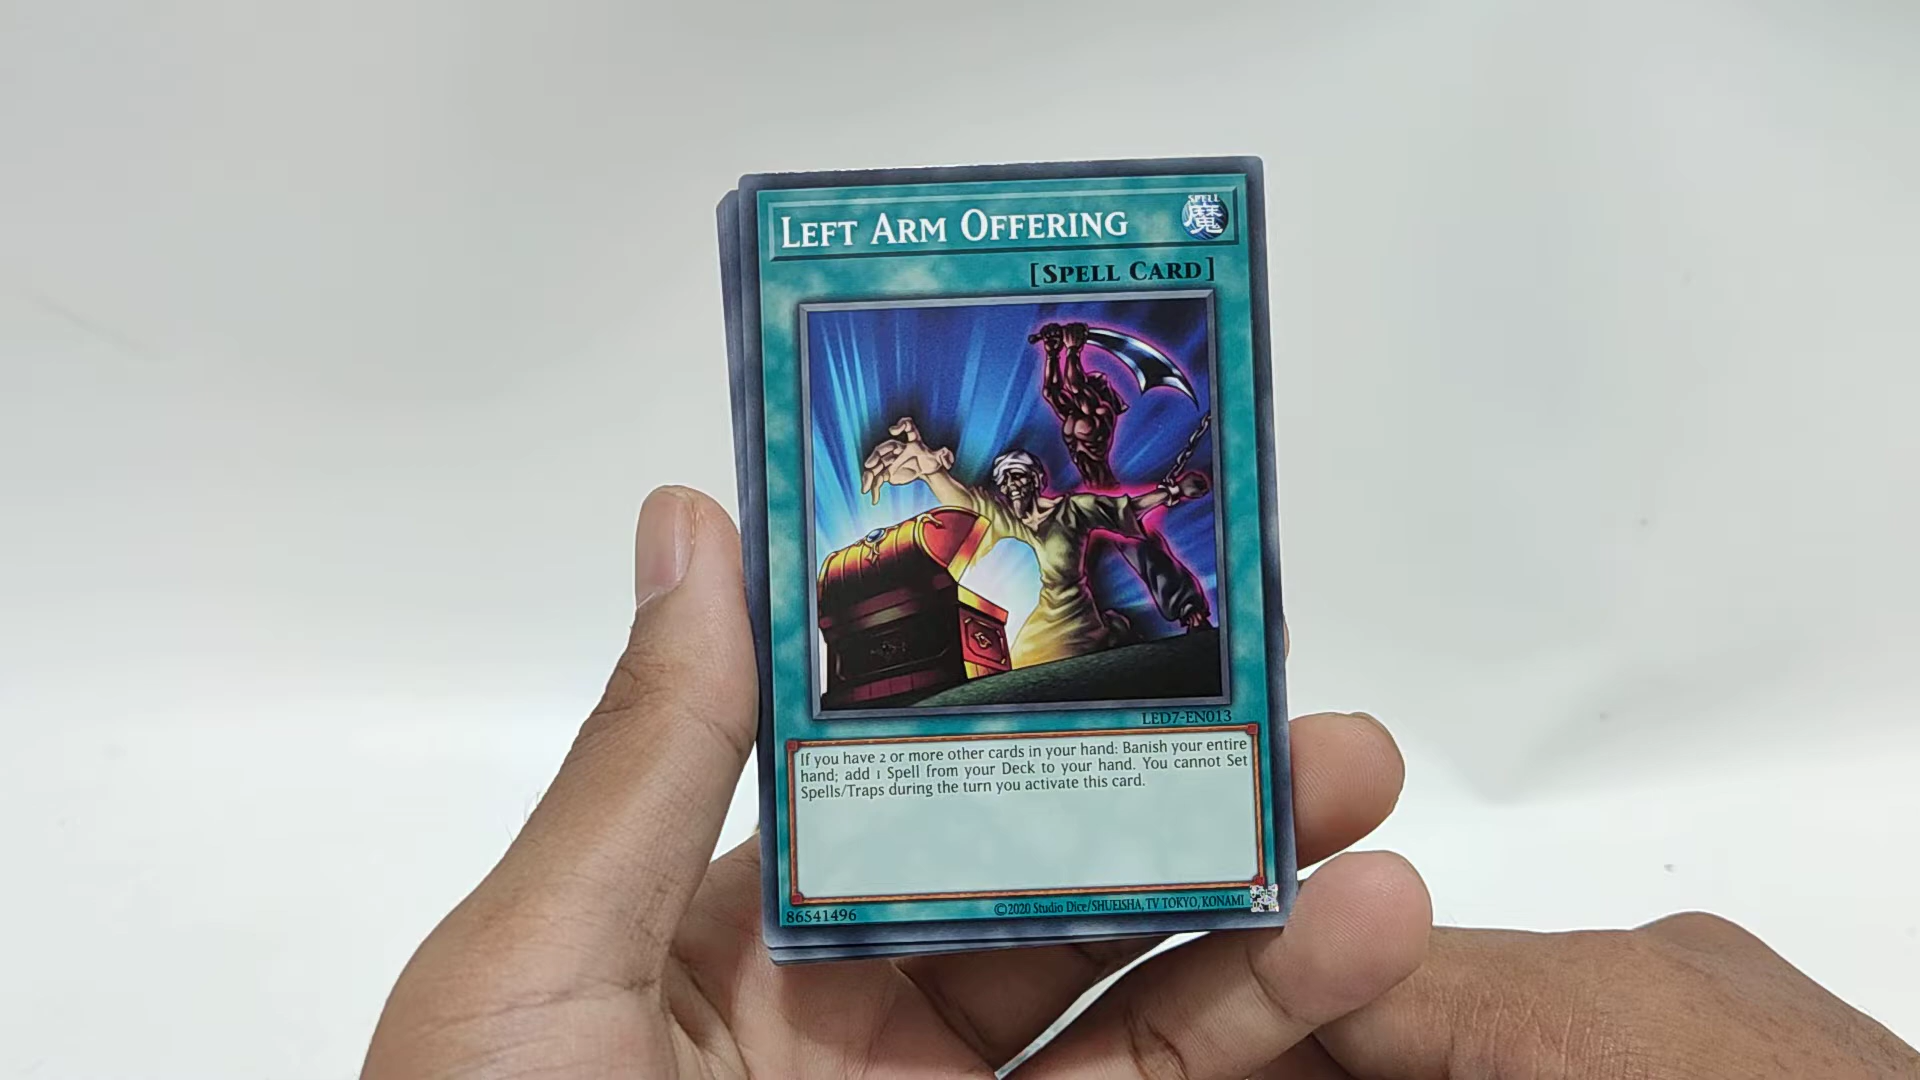 LEFT ARM OFFERING
SPELL
魔
[SPELL CARD]
LED7-EN013
If you have 2 or more other cards in your hand: Banish your entire
hand; add 1 Spell from your Deck to your hand. You cannot Set
Spells/Traps during the turn you activate this card.
86541496
©2020 Studio Dice/SHUEISHA, TV TOKYO, KONAMI